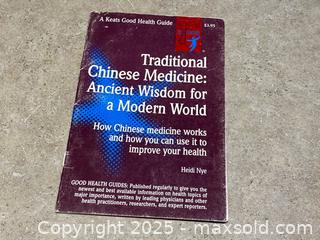 A Keats Good Health Guide
$3.95
Traditional
Chinese Medicine:
Ancient Wisdom for
a Modern World
How Chinese medicine works
and how you can use it to
improve your health
Heidi Nye
GOOD HEALTH GUIDES: Published regularly to give you the
newest and best available information on health topics of
major importance, written by leading physicians and other
health practitioners, researchers, and expert reporters.
Copyright 2025 - maxsold.com